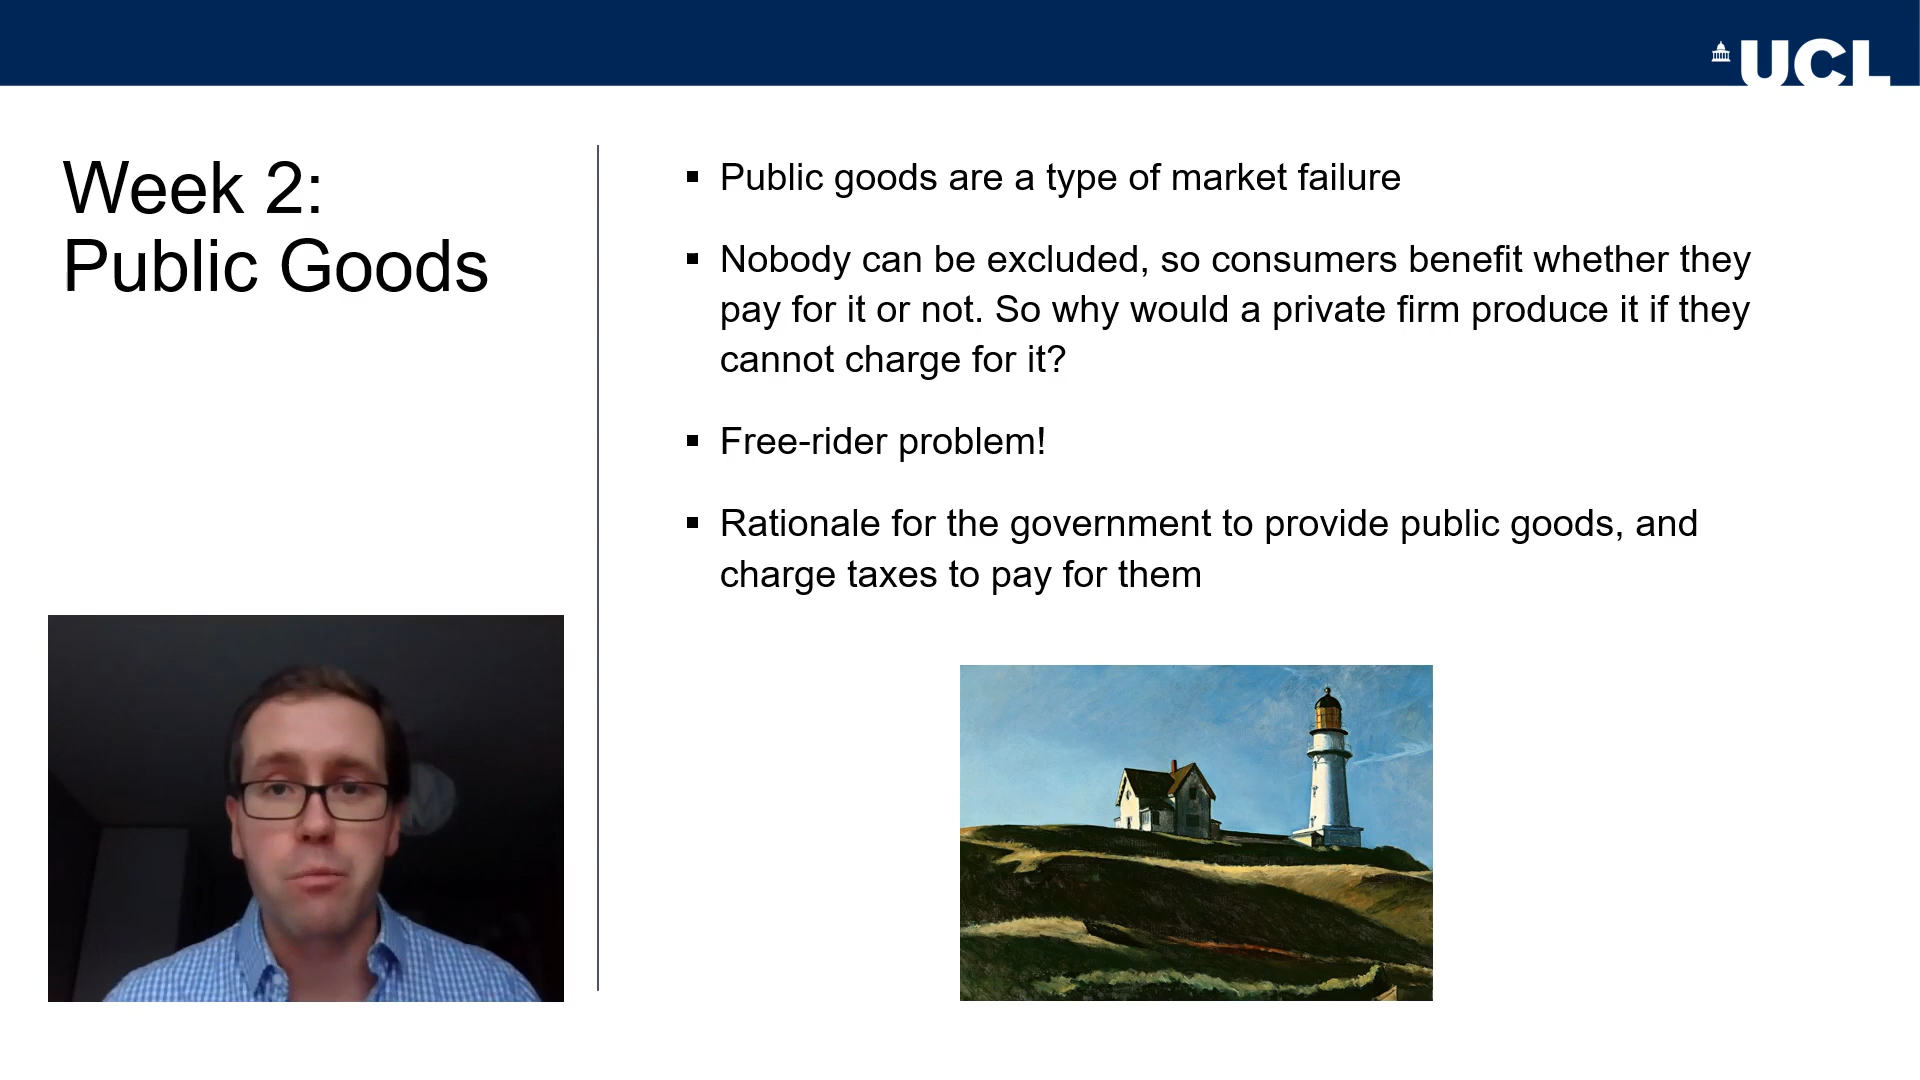 UCL
Week 2:
Public Goods
Public goods are a type of market failure
Nobody can be excluded, so consumers benefit whether they
pay for it or not. So why would a private firm produce it if they
cannot charge for it?
Free-rider problem!
Rationale for the government to provide public goods, and
charge taxes to pay for them